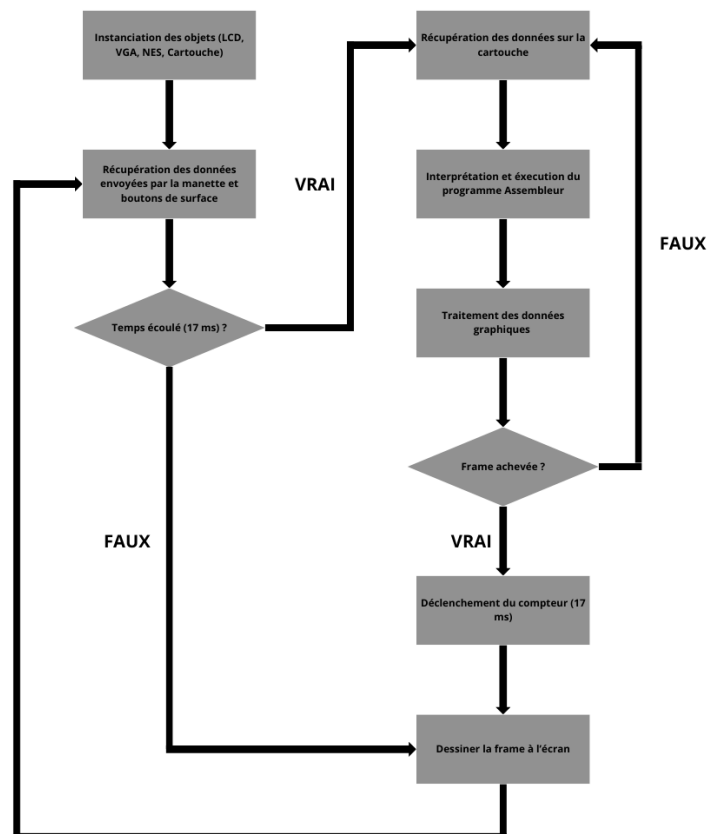 Instanciation des objets (LCD,
VGA, NES, Cartouche)
Récupération des données
envoyées par la manette et
boutons de surface
Temps écoulé (17 ms) ?
VRAI
FAUX
Récupération des données sur la
cartouche
Interprétation et éxecution du
programme Assembleur
Traitement des données
graphiques
Frame achevée ?
FAUX
VRAI
Déclenchement du compteur (17
ms)
Dessiner la frame à l'écran